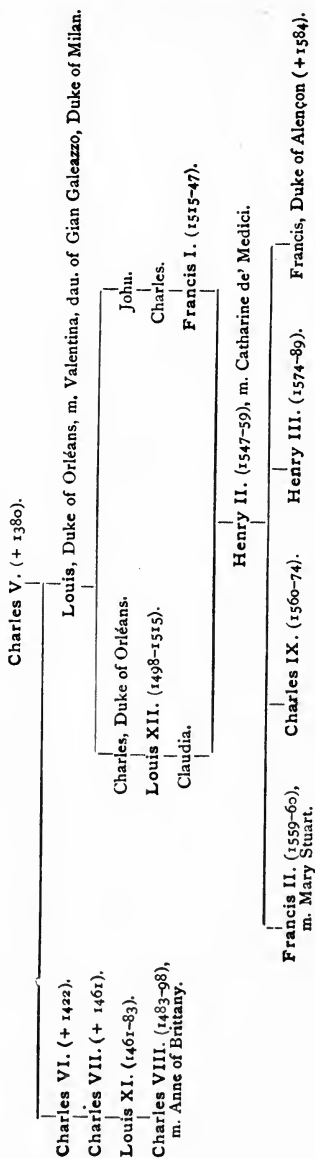 Charles V. (+ 1380).
Charles VI. (+ 1422).
Charles VII. (+ 1461).
Louis XI. (1461-83).
Charles VIII. (1483-98),
m. Anne of Brittany.
Louis, Duke of Orléans, m. Valentina, dau. of Gian Galeazzo, Duke of Milan.
Charles, Duke of Orléans.
Louis XII. (1498-1515).
Claudia.
John.
Charles.
Francis I. (1515-47).
Henry II. (1547-59), m. Catharine de' Medici.
Francis II. (1559-60),
m. Mary Stuart.
Charles IX. (1560-74).
Henry III. (1574-89).
Francis, Duke of Alençon (+ 1584).